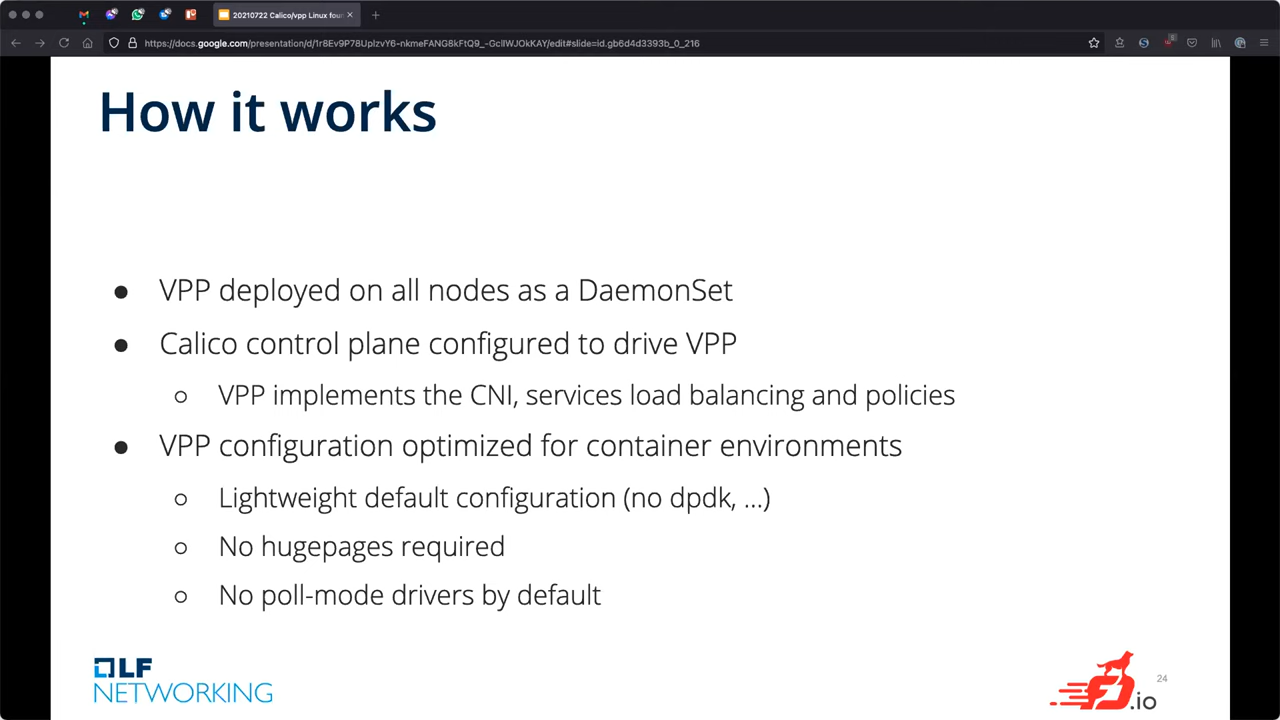 20210722 Calico/vpp Linux fou
https://docs.google.com/presentation/d/1r8Ev9P78UplzvY6-nkmeFANG8kFtQ9_-GcllWJOkKAY/edit#slide=id.gb6d4d3393b_0_216
How it works
● VPP deployed on all nodes as a DaemonSet
● Calico control plane configured to drive VPP
○ VPP implements the CNI, services load balancing and policies
● VPP configuration optimized for container environments
○ Lightweight default configuration (no dpdk, ...)
○ No hugepages required
○ No poll-mode drivers by default
LF
NETWORKING
FD.io
24